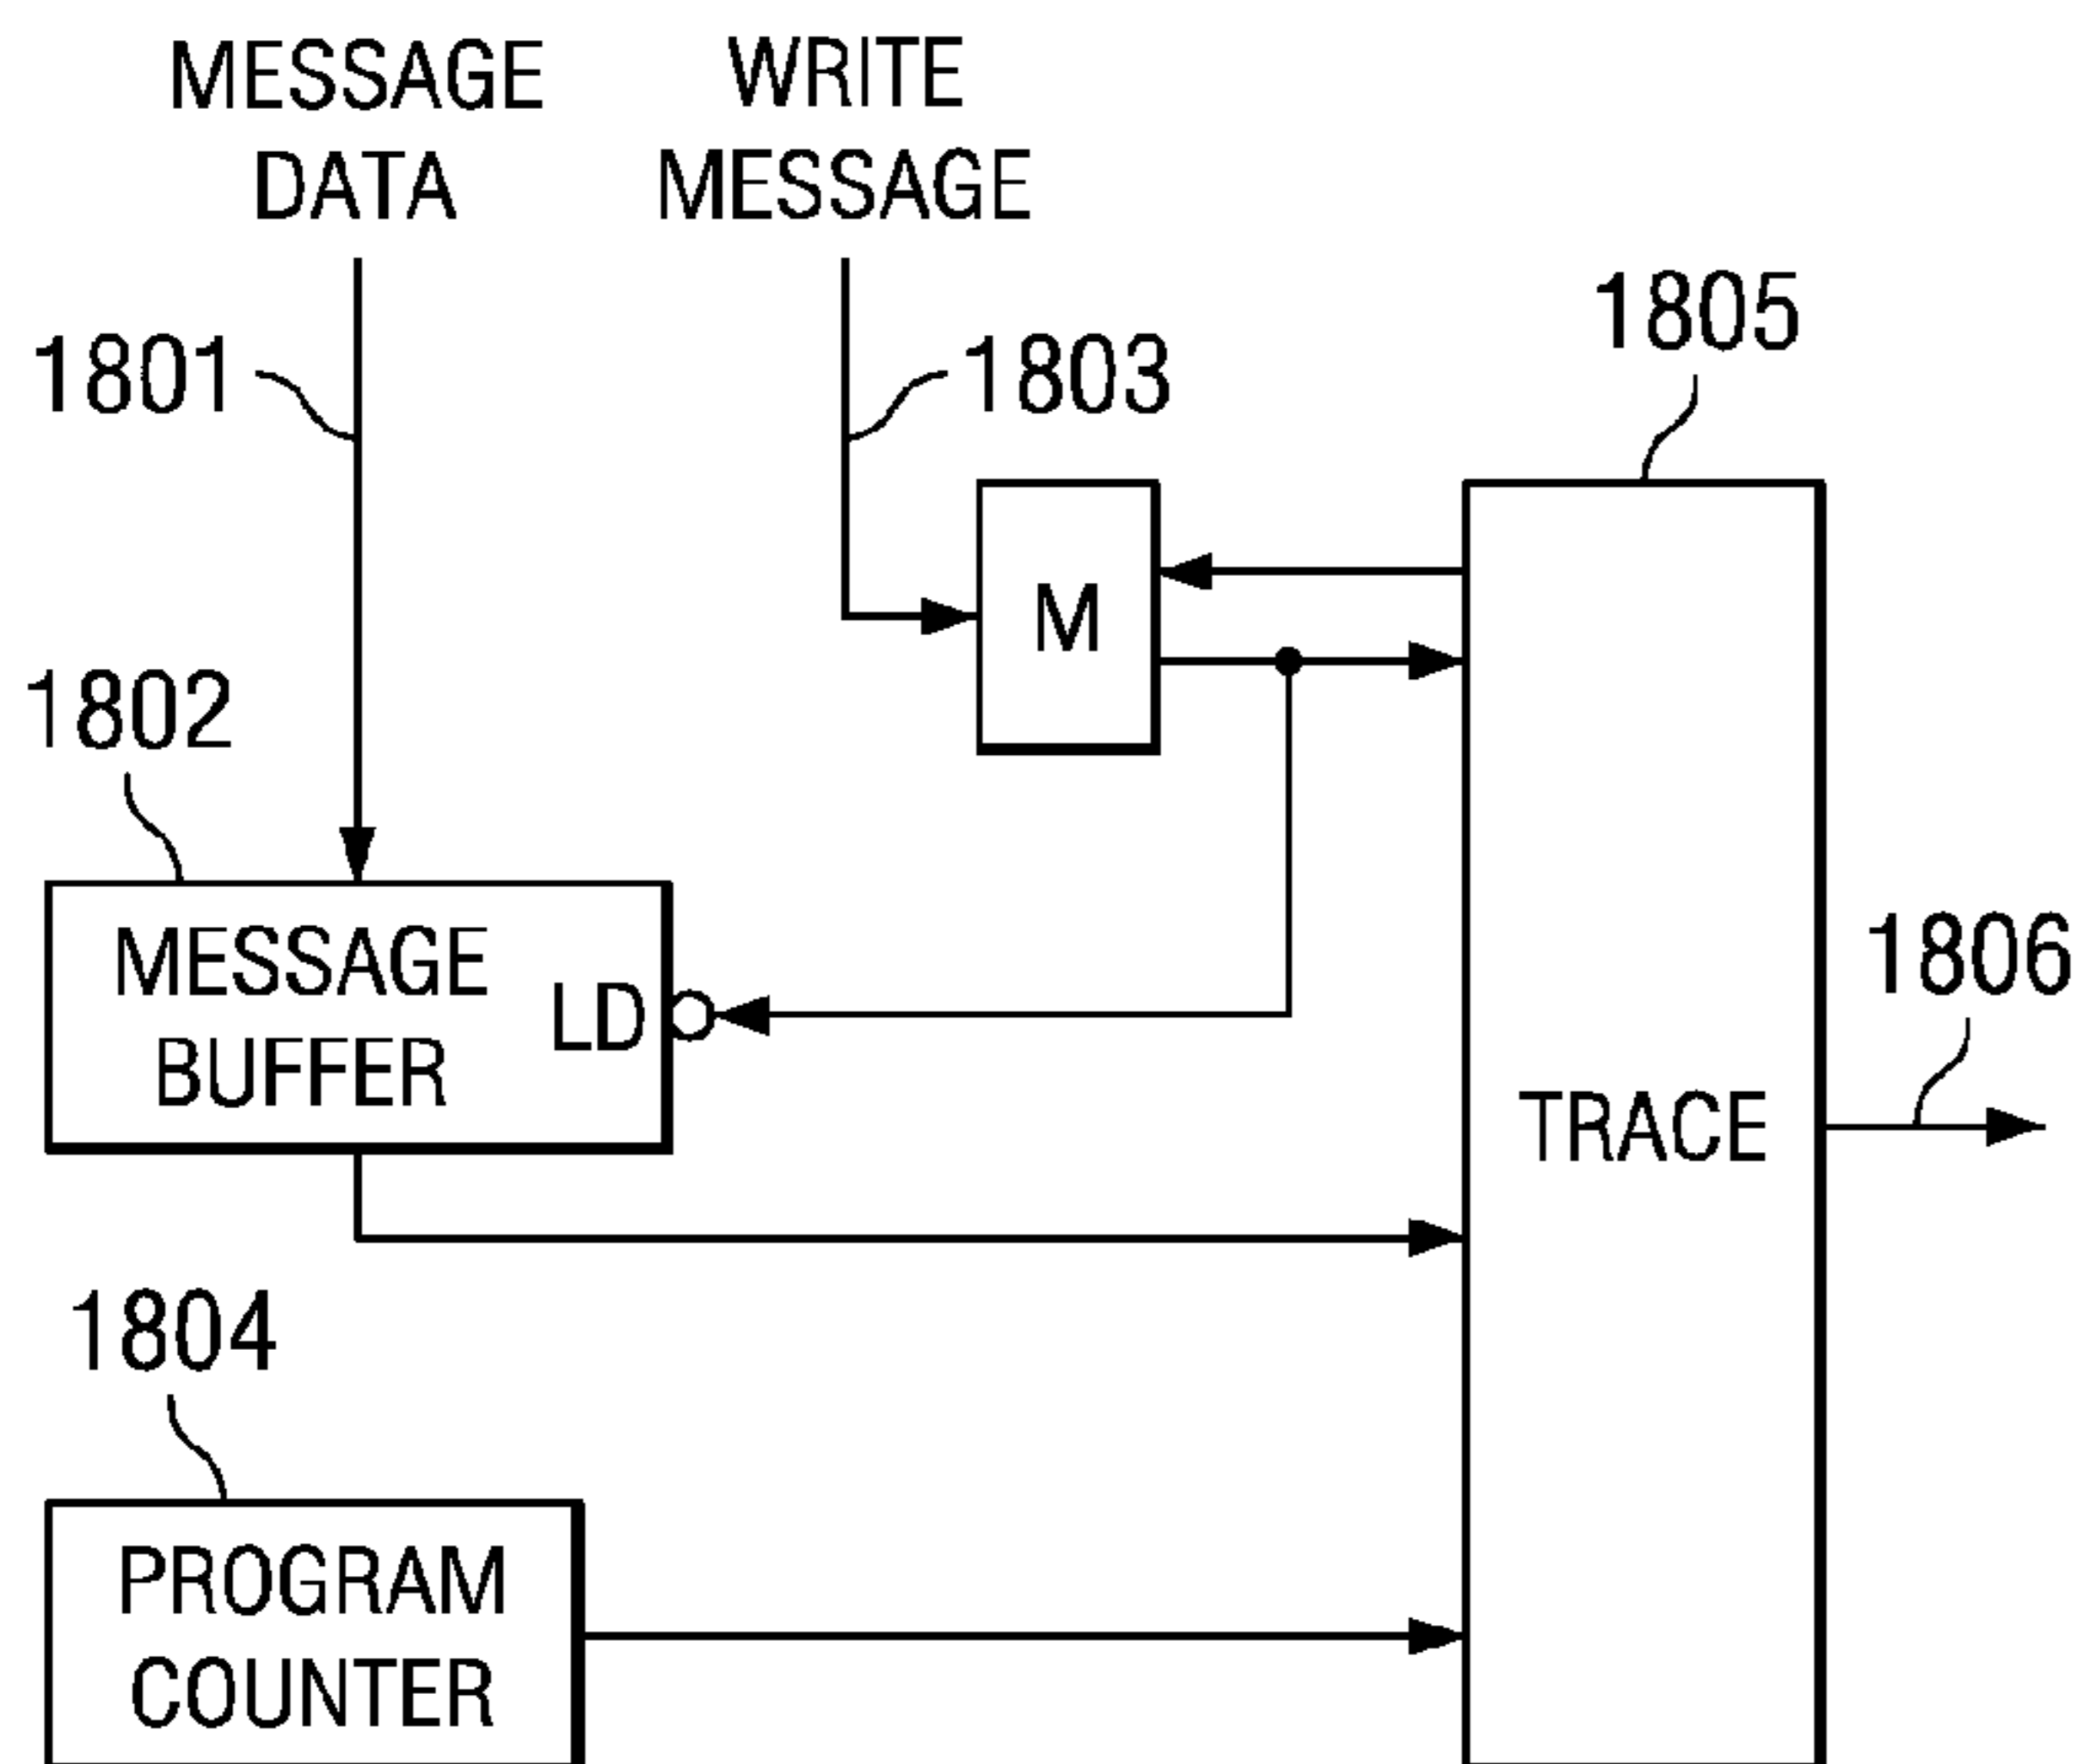 MESSAGE
DATA
WRITE
MESSAGE
1801
1803
1805
M
1802
MESSAGE
BUFFER
LD
TRACE
1806
1804
PROGRAM
COUNTER